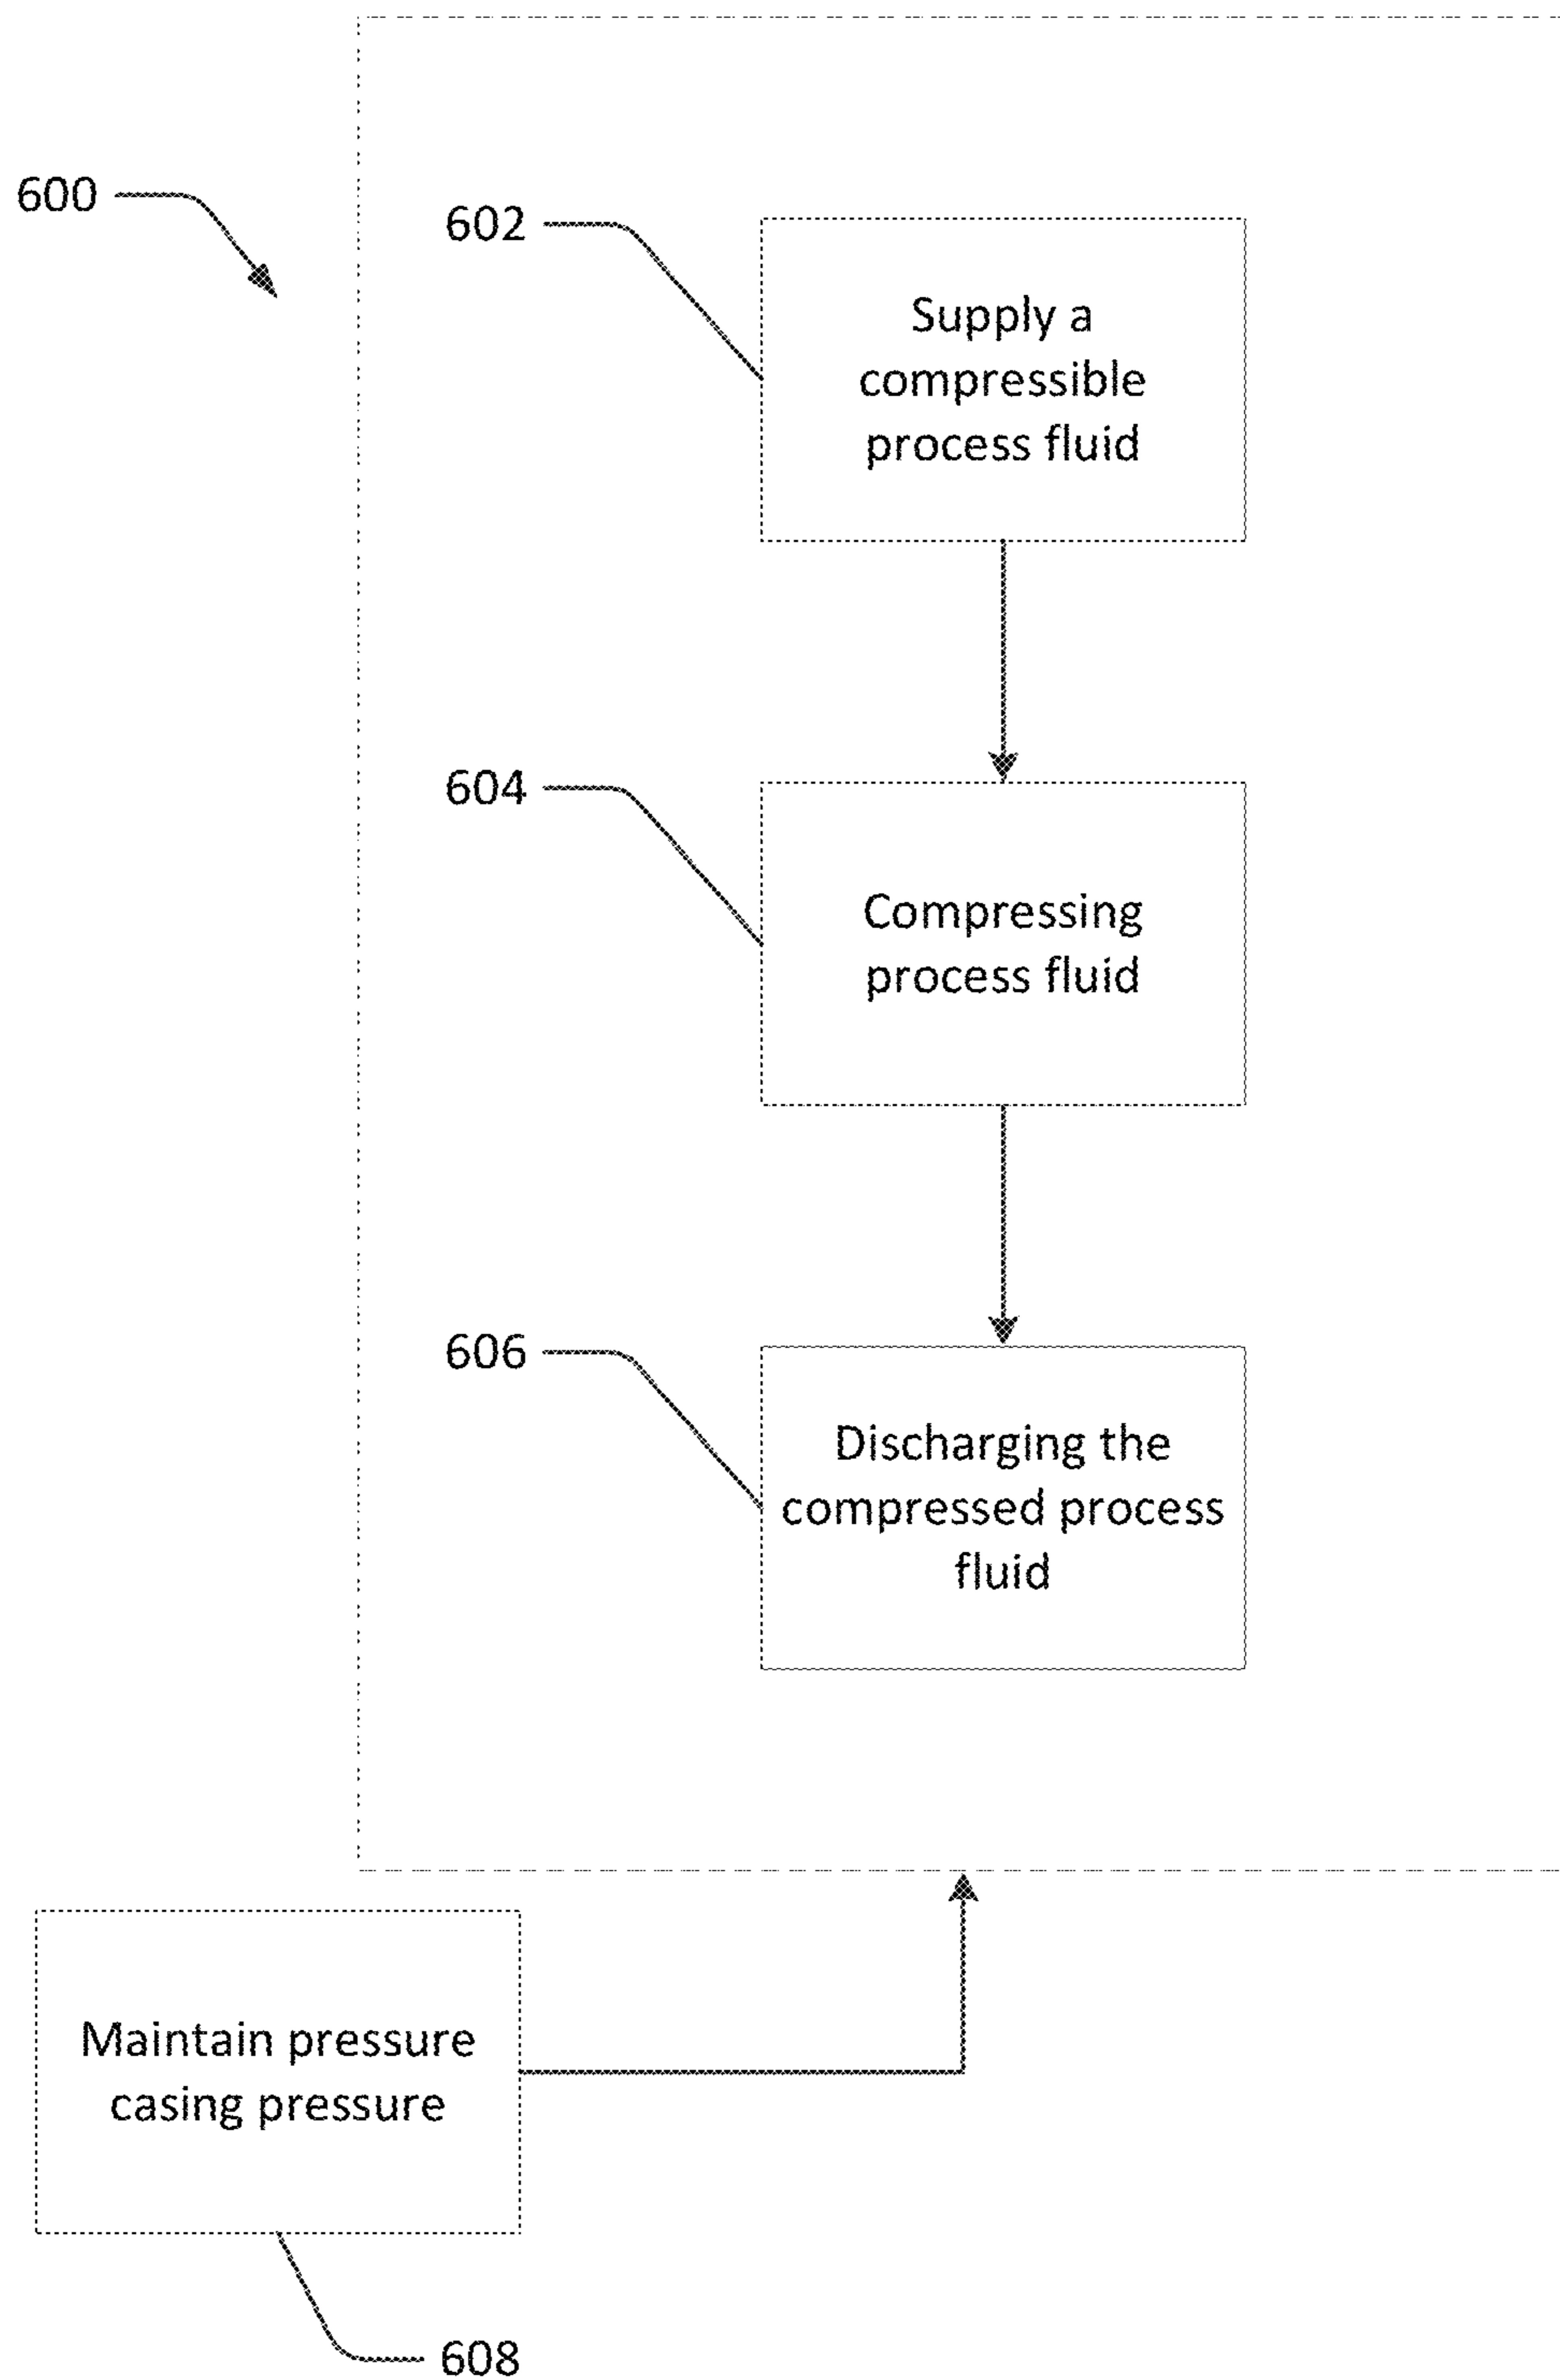 600
602
Supply a
compressible
process fluid
604
Compressing
process fluid
606
Discharging the
compressed process
fluid
Maintain pressure
casing pressure
608